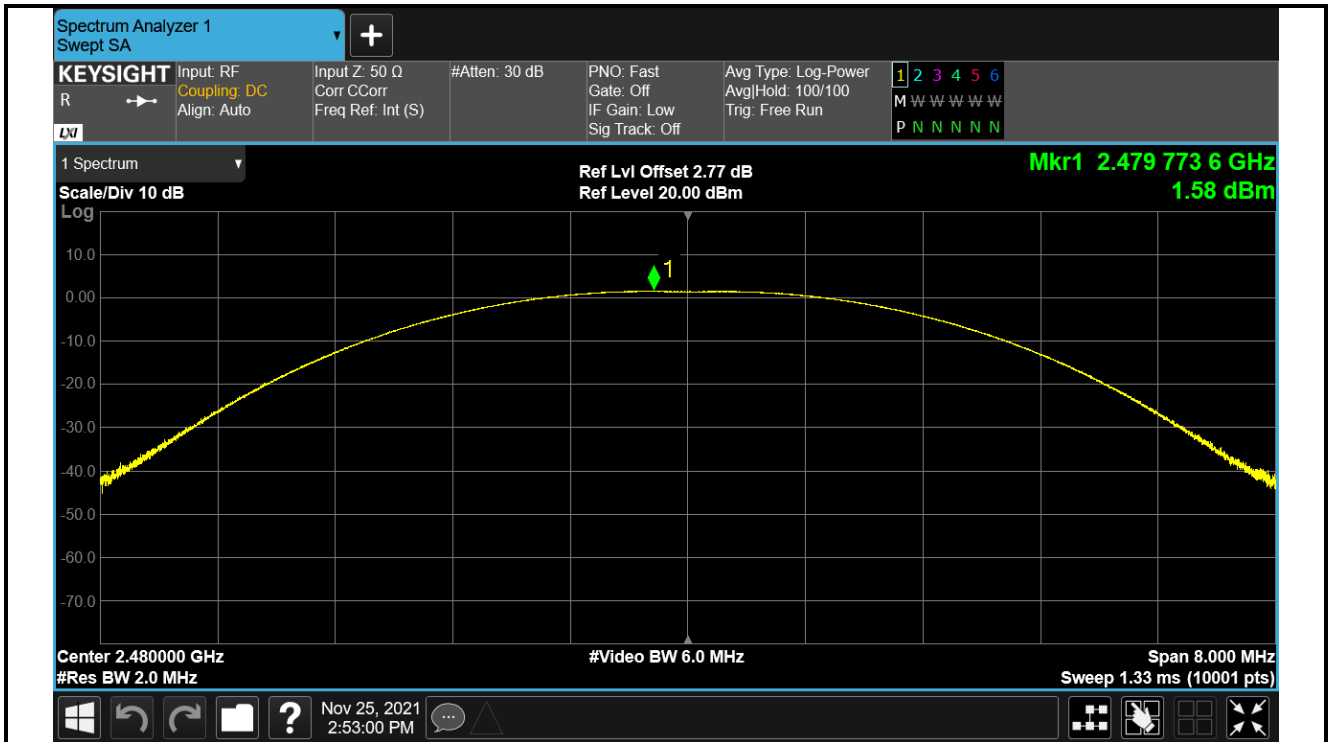 Spectrum Analyzer 1
Swept SA
KEYSIGHT
R
LXI
Input: RF
Coupling: DC
Align: Auto
Input Z: 50 Ω
Corr CCorr
Freq Ref: Int (S)
#Atten: 30 dB
PNO: Fast
Gate: Off
IF Gain: Low
Sig Track: Off
Avg Type: Log-Power
Avg|Hold: 100/100
Trig: Free Run
1 2 3 4 5 6
M W W W W W
P N N N N N
1 Spectrum
Scale/Div 10 dB
Ref Lvl Offset 2.77 dB
Ref Level 20.00 dBm
Mkr1 2.479 773 6 GHz
1.58 dBm
Log
10.0
0.00
-10.0
-20.0
-30.0
-40.0
-50.0
-60.0
-70.0
1
Center 2.480000 GHz
#Res BW 2.0 MHz
#Video BW 6.0 MHz
Span 8.000 MHz
Sweep 1.33 ms (10001 pts)
?
Nov 25, 2021
2:53:00 PM